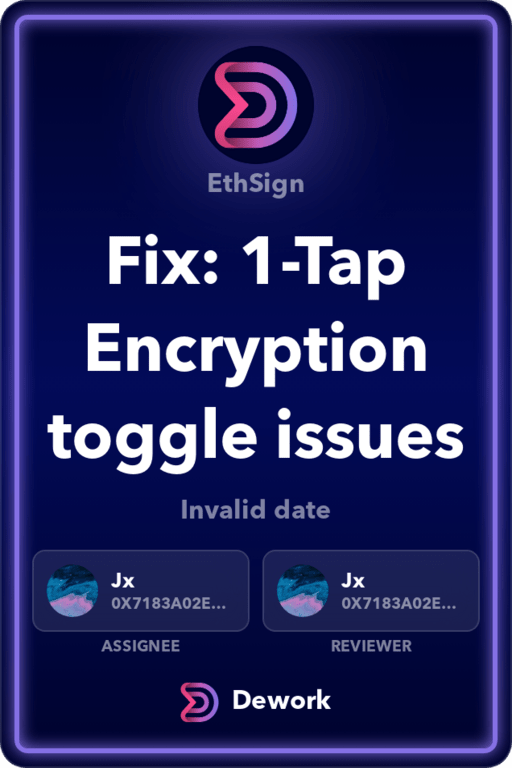 EthSign
Fix: 1-Tap
Encryption
toggle issues
Invalid date
Jx
0X7183A02E...
Jx
0X7183A02E...
ASSIGNEE
REVIEWER
Dework